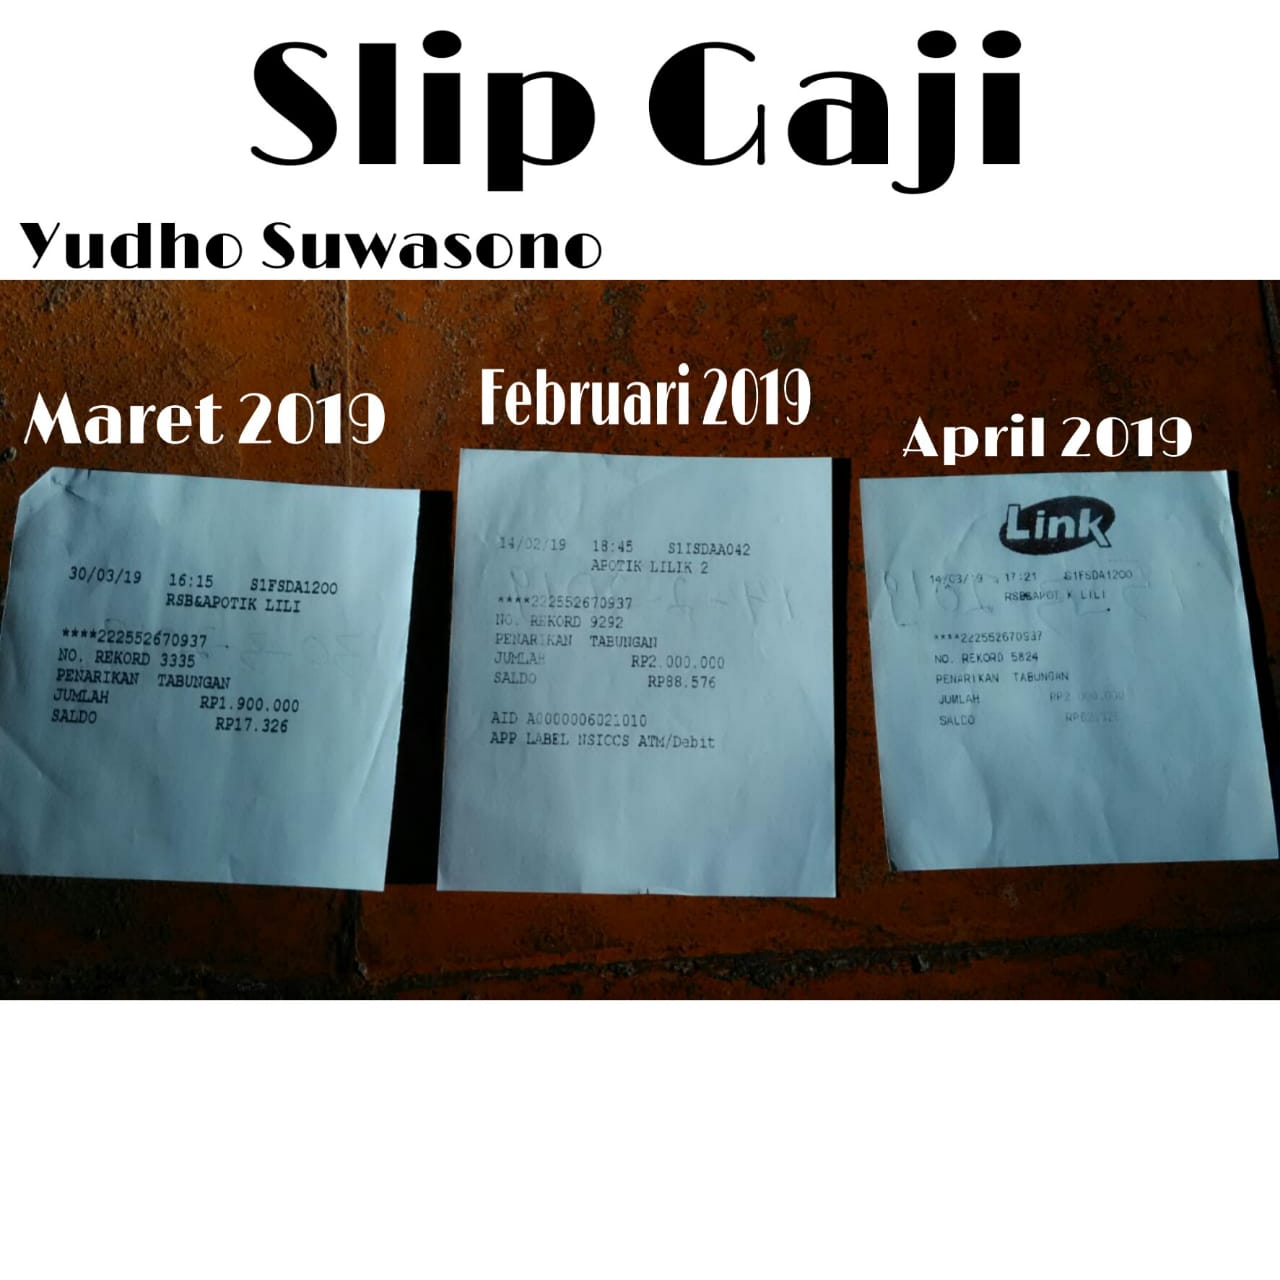 Slip Gaji
Yudho Suwasono
Maret 2019
30/03/19 16:15 S1FSDA1200
RSB&APOTIK LILI
****222552670937
NO. REKORD 3335
PENARIKAN TABUNGAN
JUMLAH RP1.900.000
SALDO RP17.326
Februari 2019
14/02/19 18:45 S1ISDAA042
APOTIK LILIK 2
****222552670937
NO. REKORD 9292
PENARIKAN TABUNGAN
JUMLAH RP2.000.000
SALDO RP88.576
AID A0000006021010
APP LABEL NSICCS ATM/Debit
April 2019
Link
14/03/19 17:21 S1FSDA1200
RSB&APOTIK LILI
****222552670937
NO. REKORD 5824
PENARIKAN TABUNGAN
JUMLAH RP2.000.000
SALDO